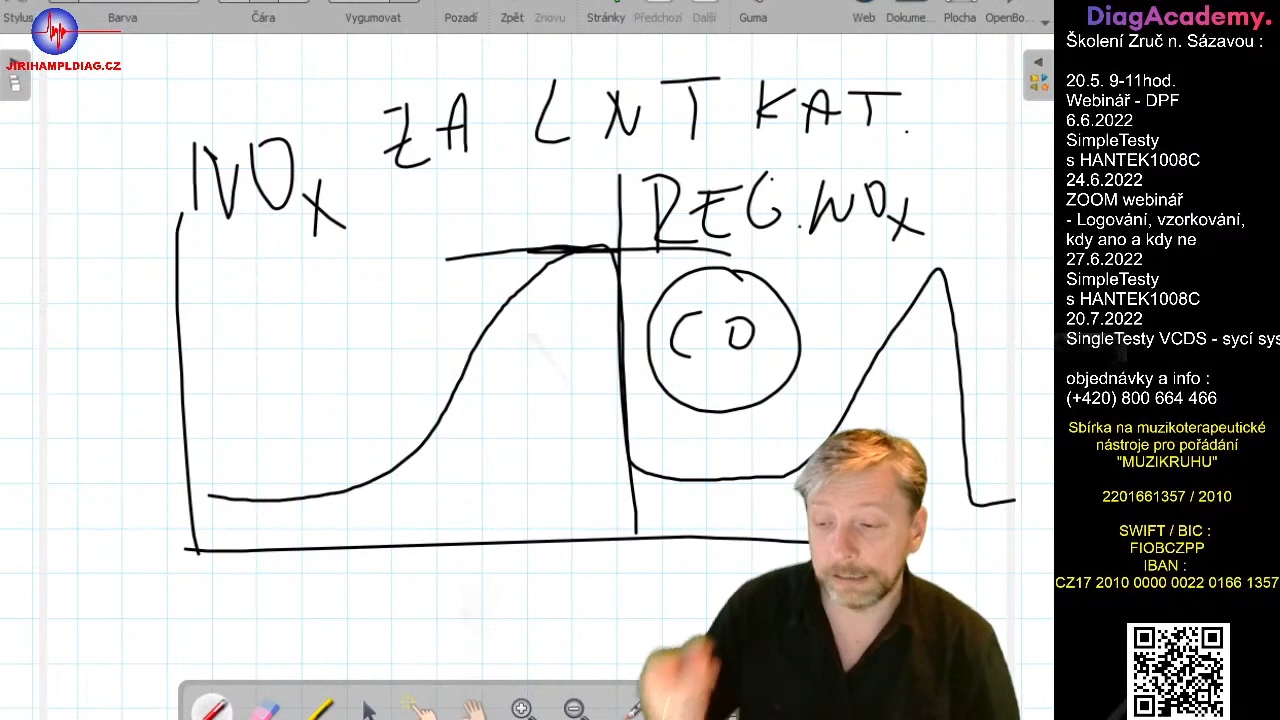 Stylus Barva Čára Vygumovat Pozadí Zpět Znovu Stránky Předchozí Další Guma Web Dokume... Plocha OpenBo...
JIRIHAMPLDIAG.CZ
ZA LNT KAT.
NOx
REG. NOx
CO
DiagAcademy.
Školení Zruč n. Sázavou :
20.5. 9-11hod.
Webinář - DPF
6.6.2022
SimpleTesty
s HANTEK1008C
24.6.2022
ZOOM webinář
- Logování, vzorkování,
kdy ano a kdy ne
27.6.2022
SimpleTesty
s HANTEK1008C
20.7.2022
SingleTesty VCDS - sycí sys
objednávky a info :
(+420) 800 664 466
Sbírka na muzikoterapeutické
nástroje pro pořádání
"MUZIKRUHU"
2201661357 / 2010
SWIFT / BIC :
FIOBCZPP
IBAN :
CZ17 2010 0000 0022 0166 1357